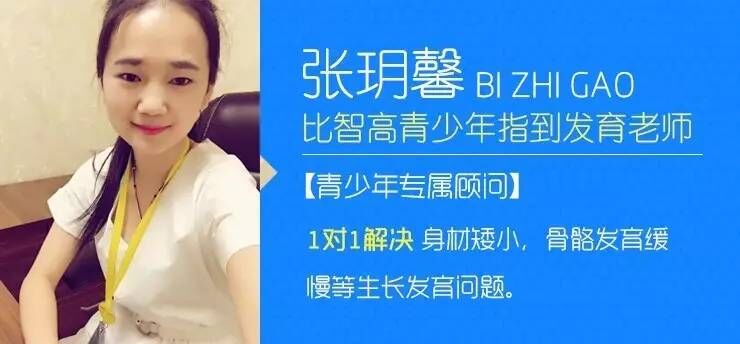 张玥馨 BI ZHI GAO
比智高青少年指到发育老师
【青少年专属顾问】
1对1解决 身材矮小，骨骼发育缓
慢等生长发育问题。